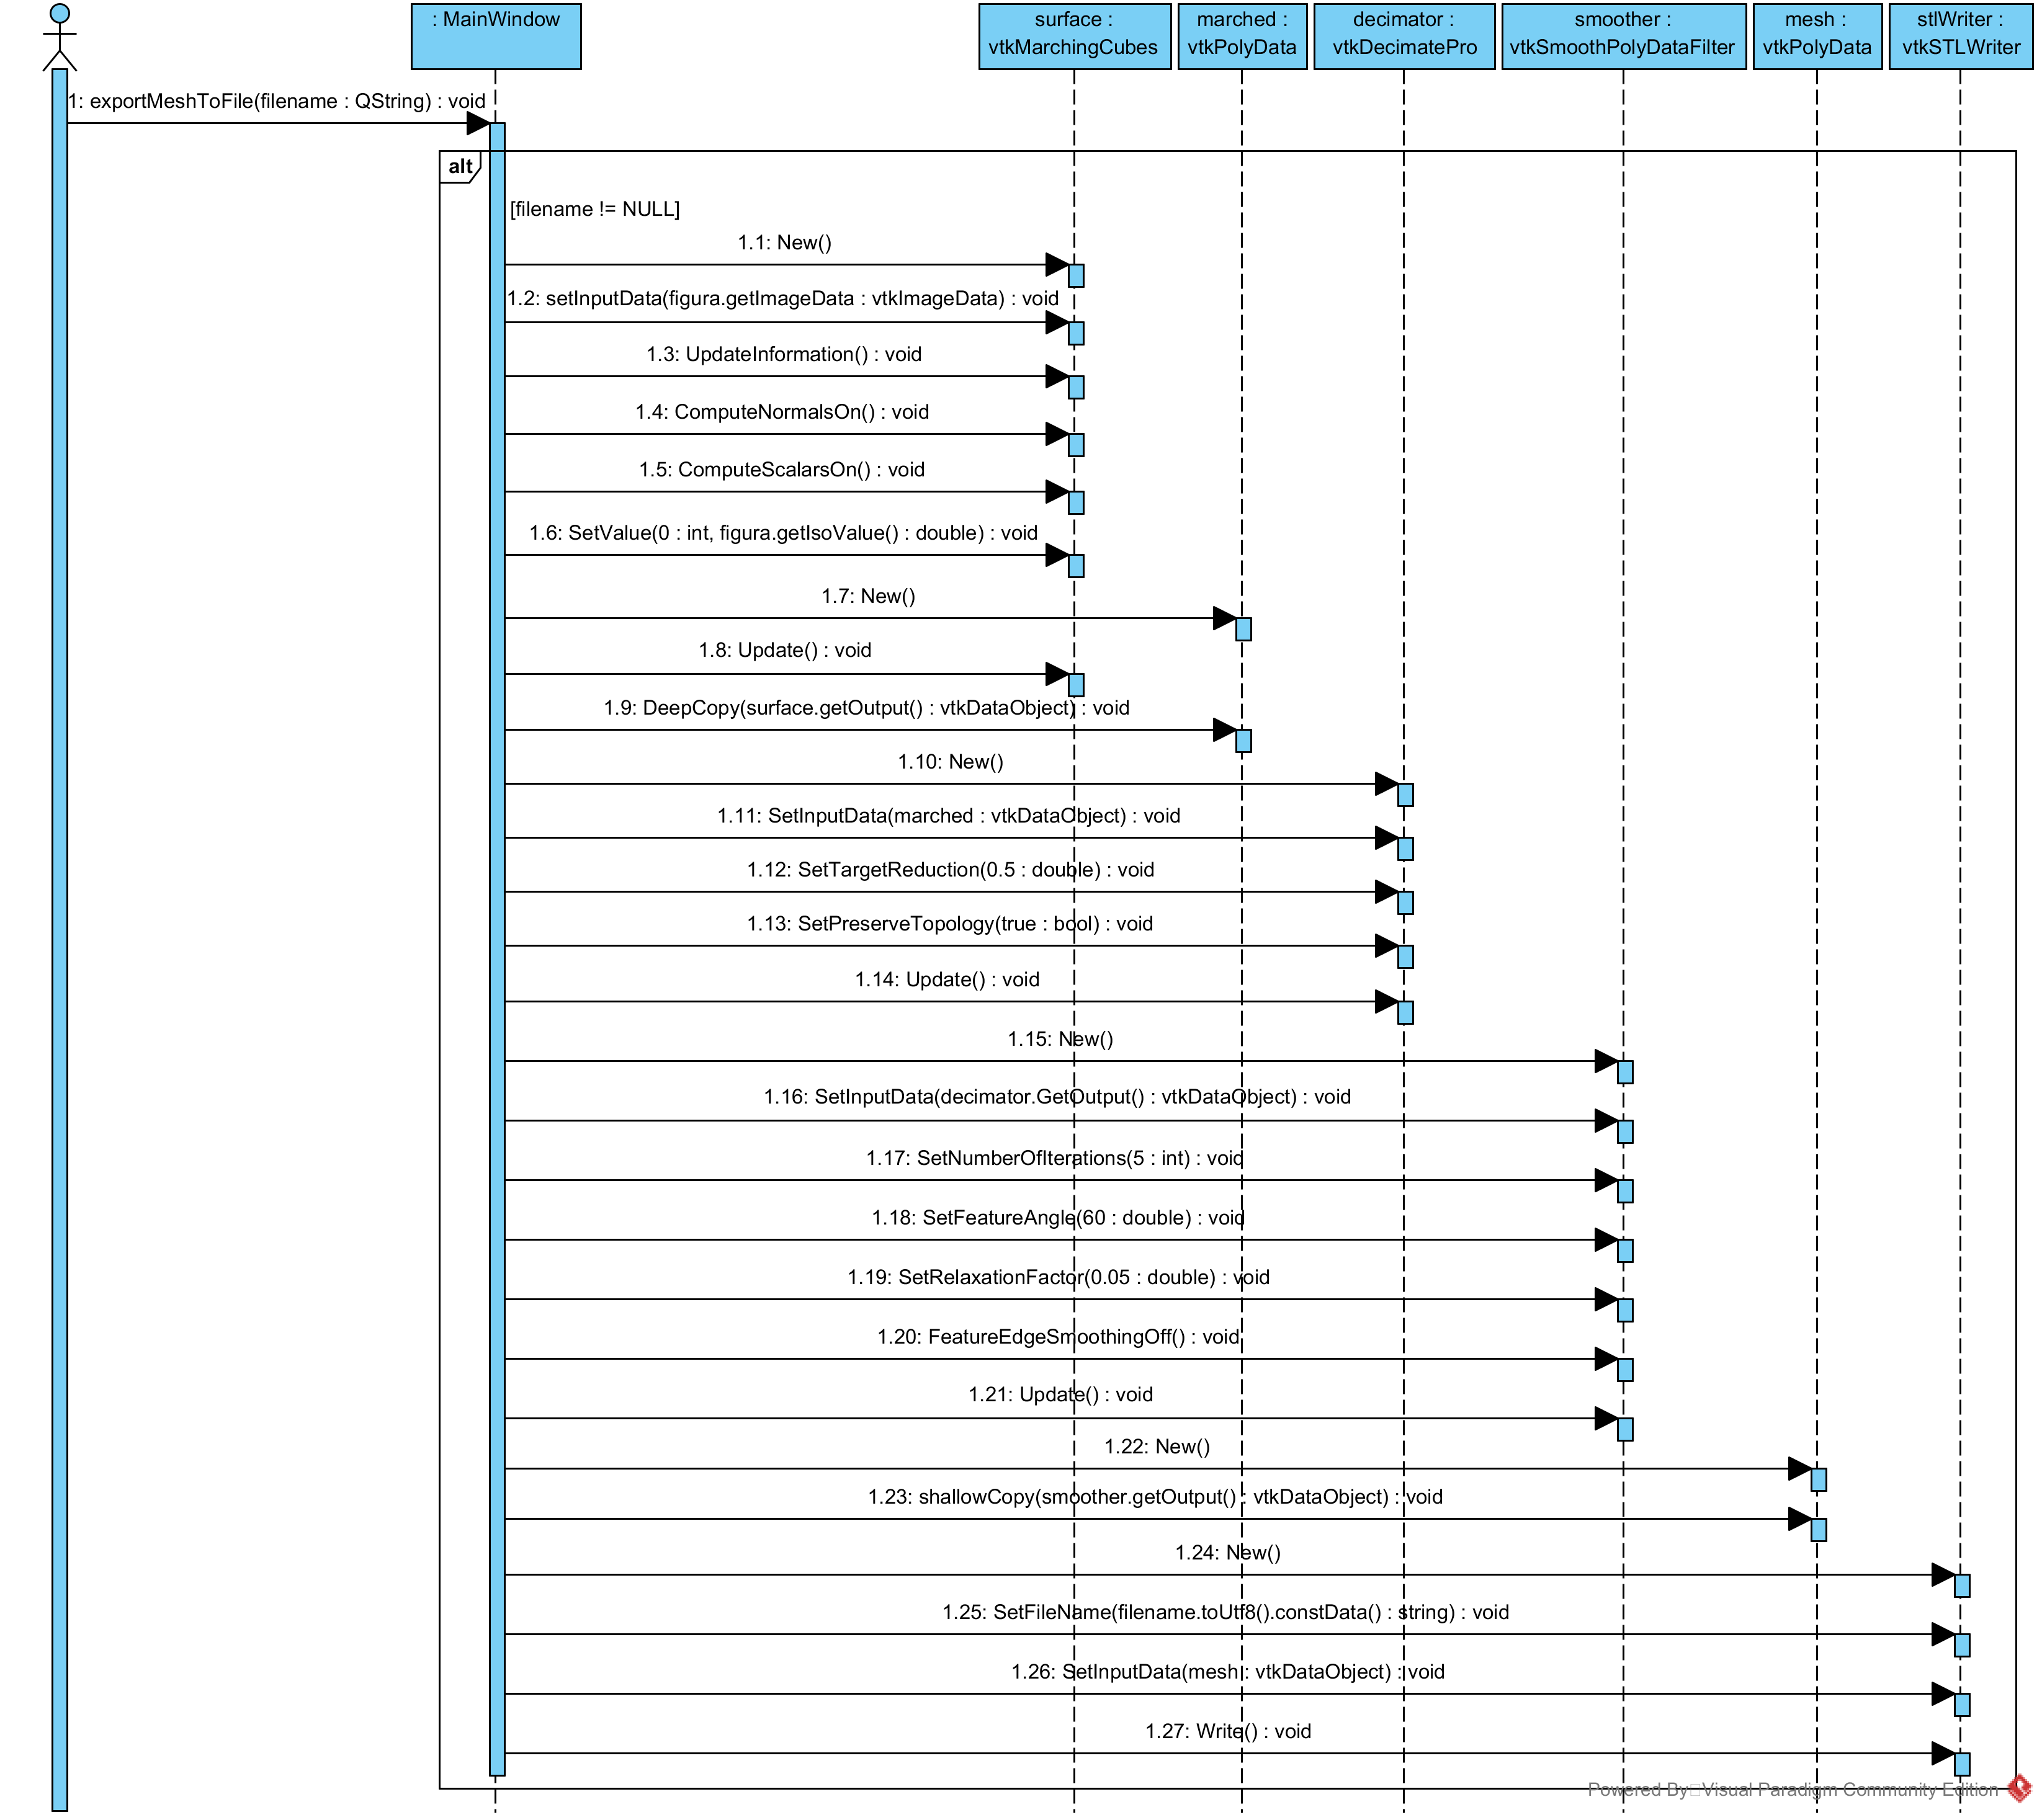 : MainWindow
surface :
vtkMarchingCubes
marched :
vtkPolyData
decimator :
vtkDecimatePro
smoother :
vtkSmoothPolyDataFilter
mesh :
vtkPolyData
stlWriter :
vtkSTLWriter
1: exportMeshToFile(filename : QString) : void
alt
[filename != NULL]
1.1: New()
1.2: setInputData(figura.getImageData : vtkImageData) : void
1.3: UpdateInformation() : void
1.4: ComputeNormalsOn() : void
1.5: ComputeScalarsOn() : void
1.6: SetValue(0 : int, figura.getIsoValue() : double) : void
1.7: New()
1.8: Update() : void
1.9: DeepCopy(surface.getOutput() : vtkDataObject) : void
1.10: New()
1.11: SetInputData(marched : vtkDataObject) : void
1.12: SetTargetReduction(0.5 : double) : void
1.13: SetPreserveTopology(true : bool) : void
1.14: Update() : void
1.15: New()
1.16: SetInputData(decimator.GetOutput() : vtkDataObject) : void
1.17: SetNumberOfIterations(5 : int) : void
1.18: SetFeatureAngle(60 : double) : void
1.19: SetRelaxationFactor(0.05 : double) : void
1.20: FeatureEdgeSmoothingOff() : void
1.21: Update() : void
1.22: New()
1.23: shallowCopy(smoother.getOutput() : vtkDataObject) : void
1.24: New()
1.25: SetFileName(filename.toUtf8().constData() : string) : void
1.26: SetInputData(mesh : vtkDataObject) : void
1.27: Write() : void
Powered By Visual Paradigm Community Edition